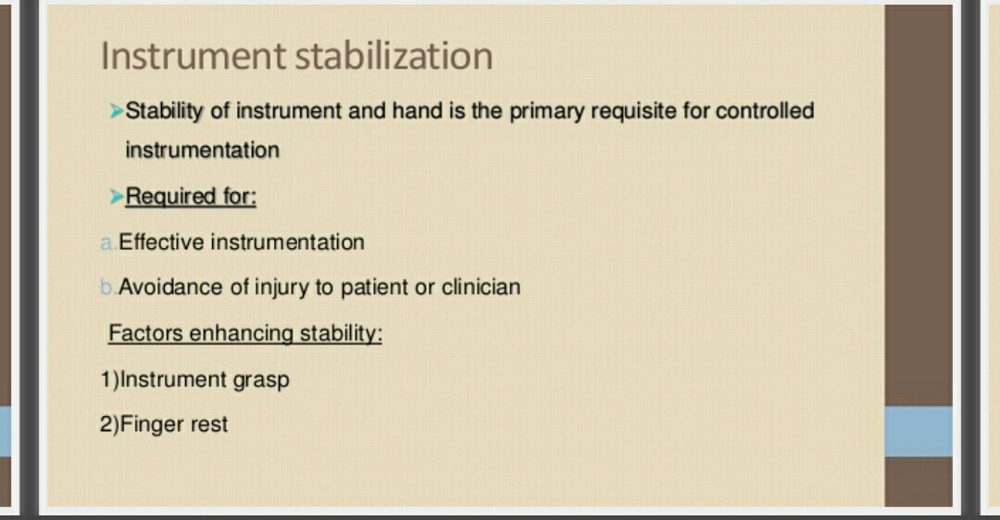 Instrument stabilization
➢Stability of instrument and hand is the primary requisite for controlled
instrumentation
➢Required for:
a.Effective instrumentation
b.Avoidance of injury to patient or clinician
Factors enhancing stability:
1)Instrument grasp
2)Finger rest